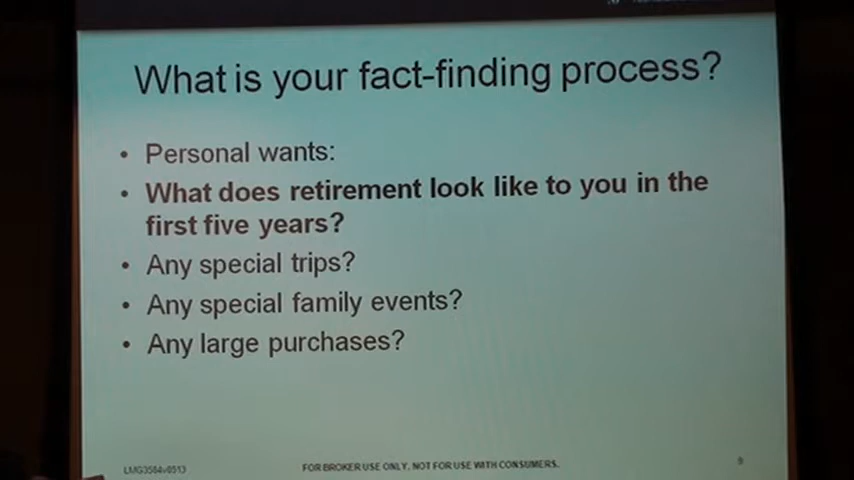 What is your fact-finding process?
• Personal wants:
• What does retirement look like to you in the
first five years?
• Any special trips?
• Any special family events?
• Any large purchases?
LMG3504v0513
FOR BROKER USE ONLY. NOT FOR USE WITH CONSUMERS.
9